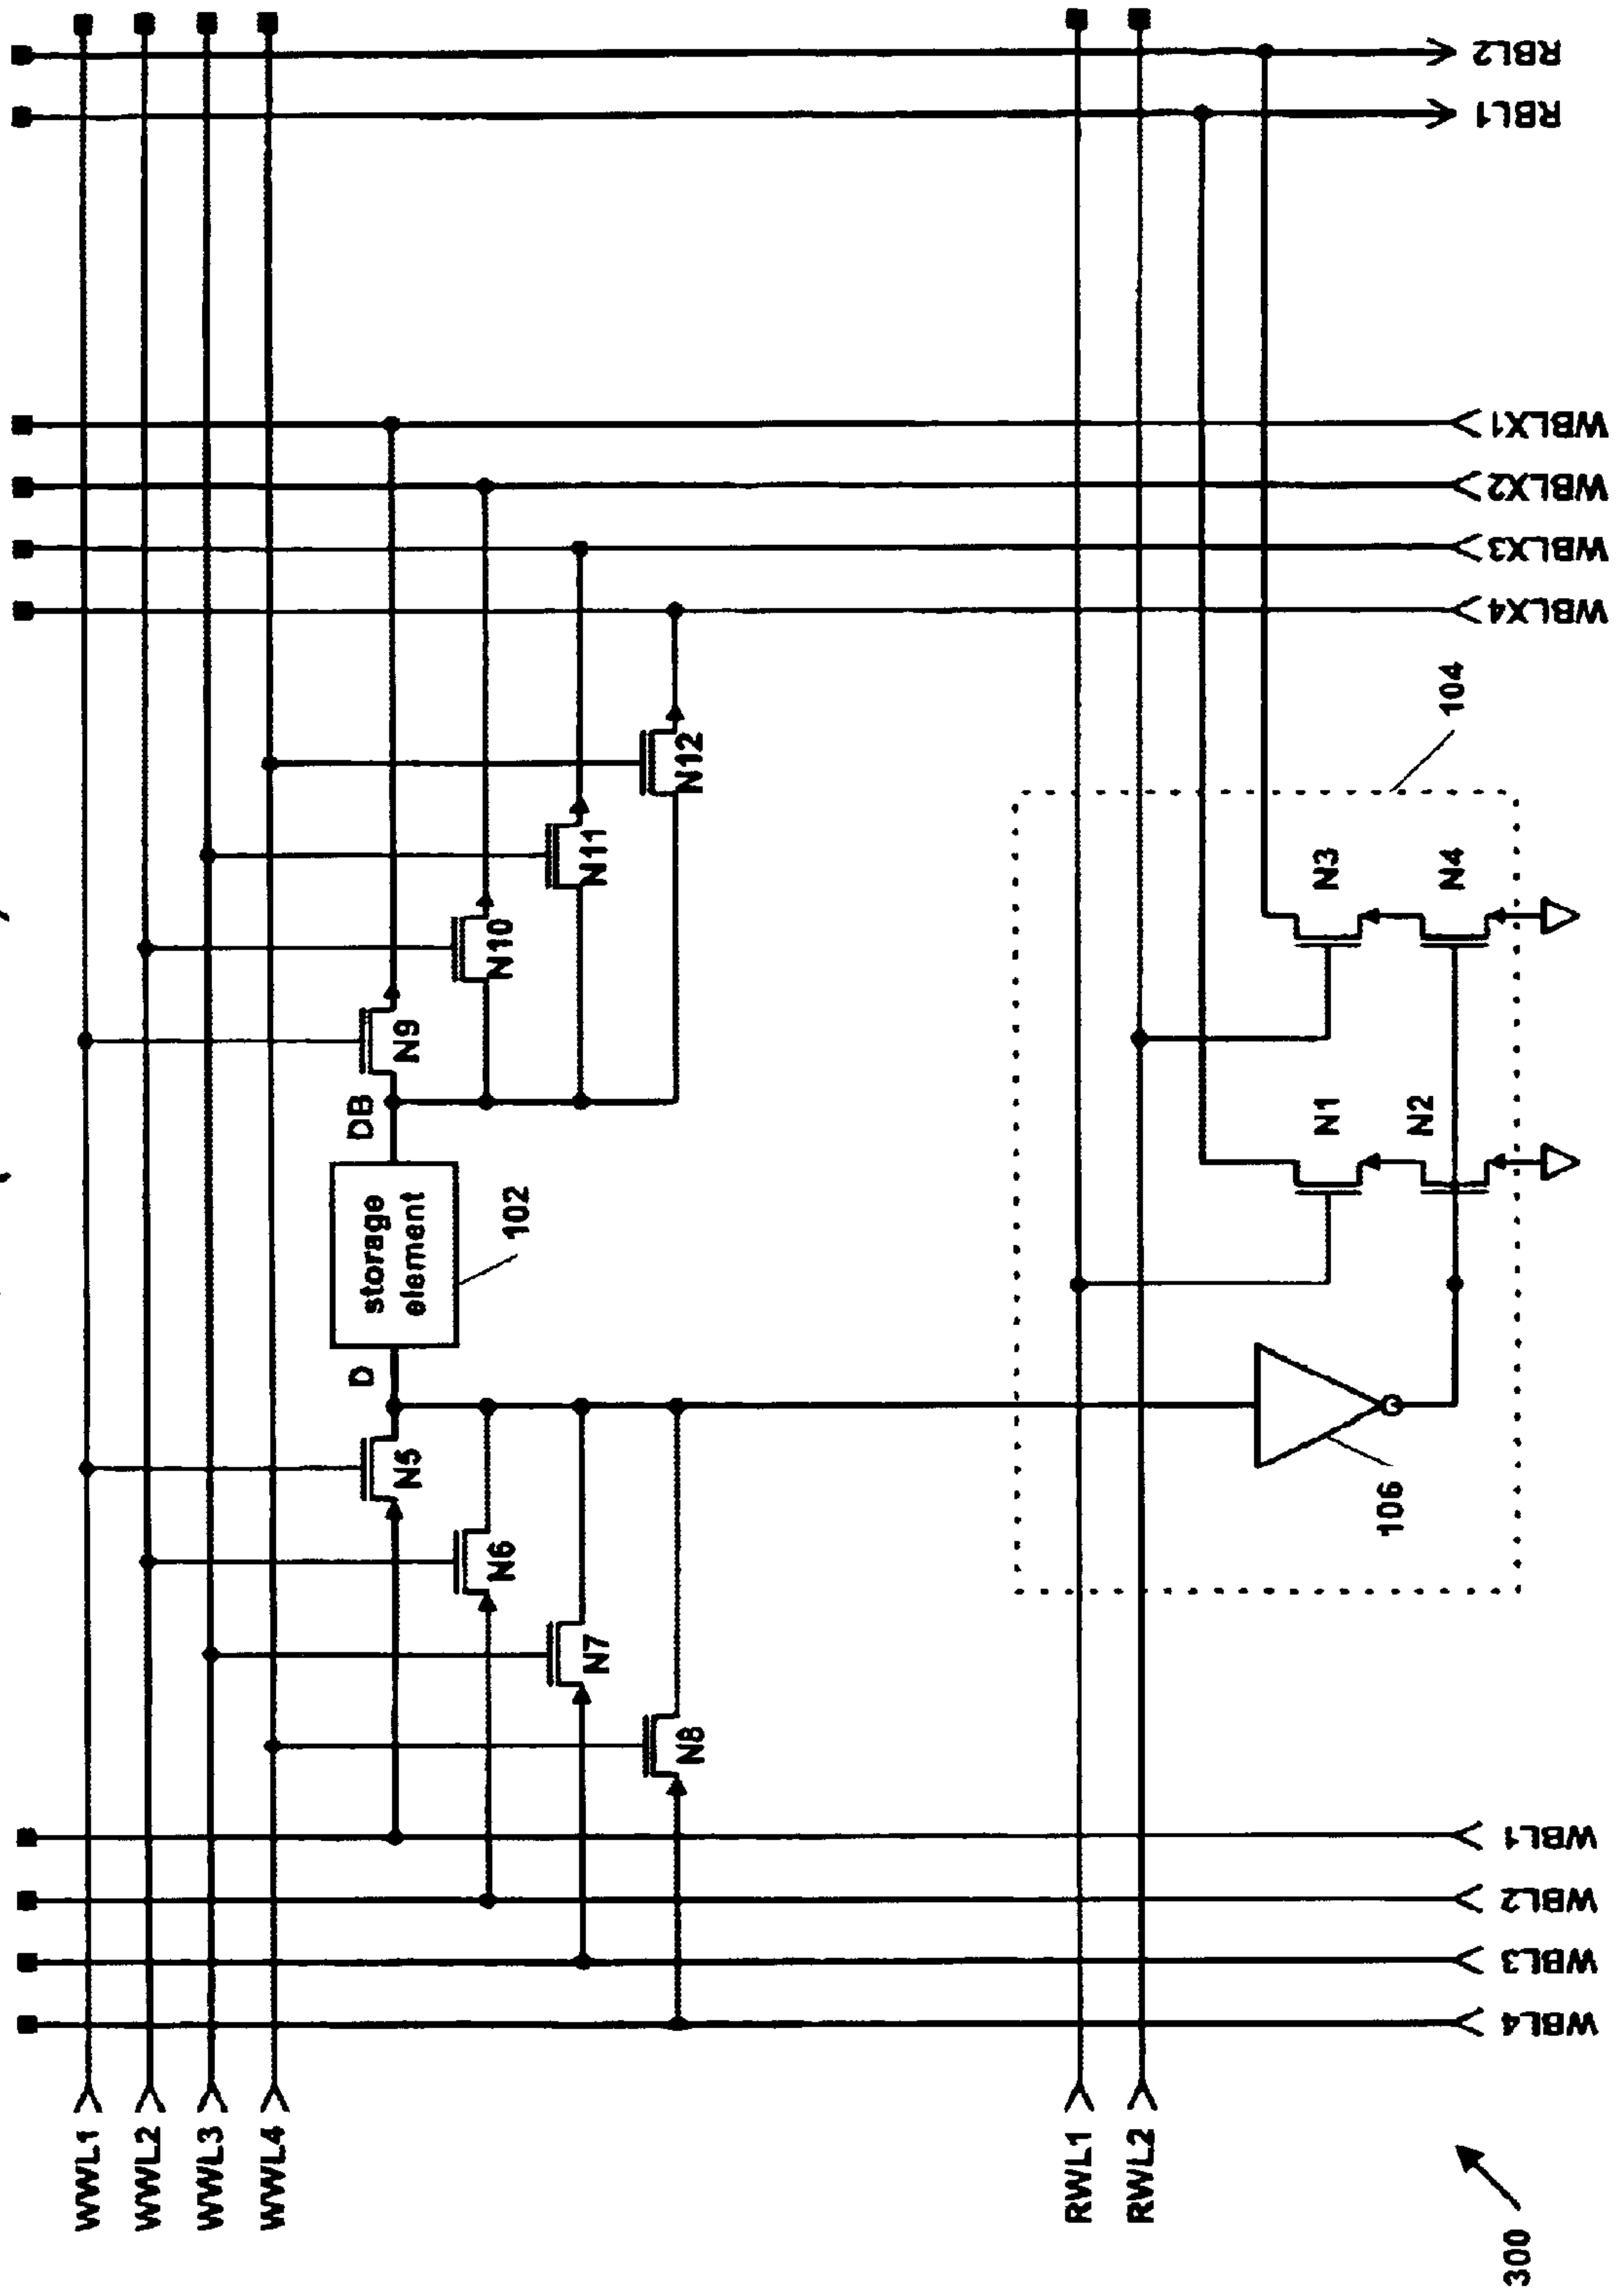 WWL1
WWL2
WWL3
WWL4
RWL1
RWL2
300
WBL4
WBL3
WBL2
WBL1
N5
N6
N7
N8
D
storage
element
102
DB
N9
N10
N11
N12
106
N1
N2
N3
N4
104
WBLX4
WBLX3
WBLX2
WBLX1
RBL1
RBL2